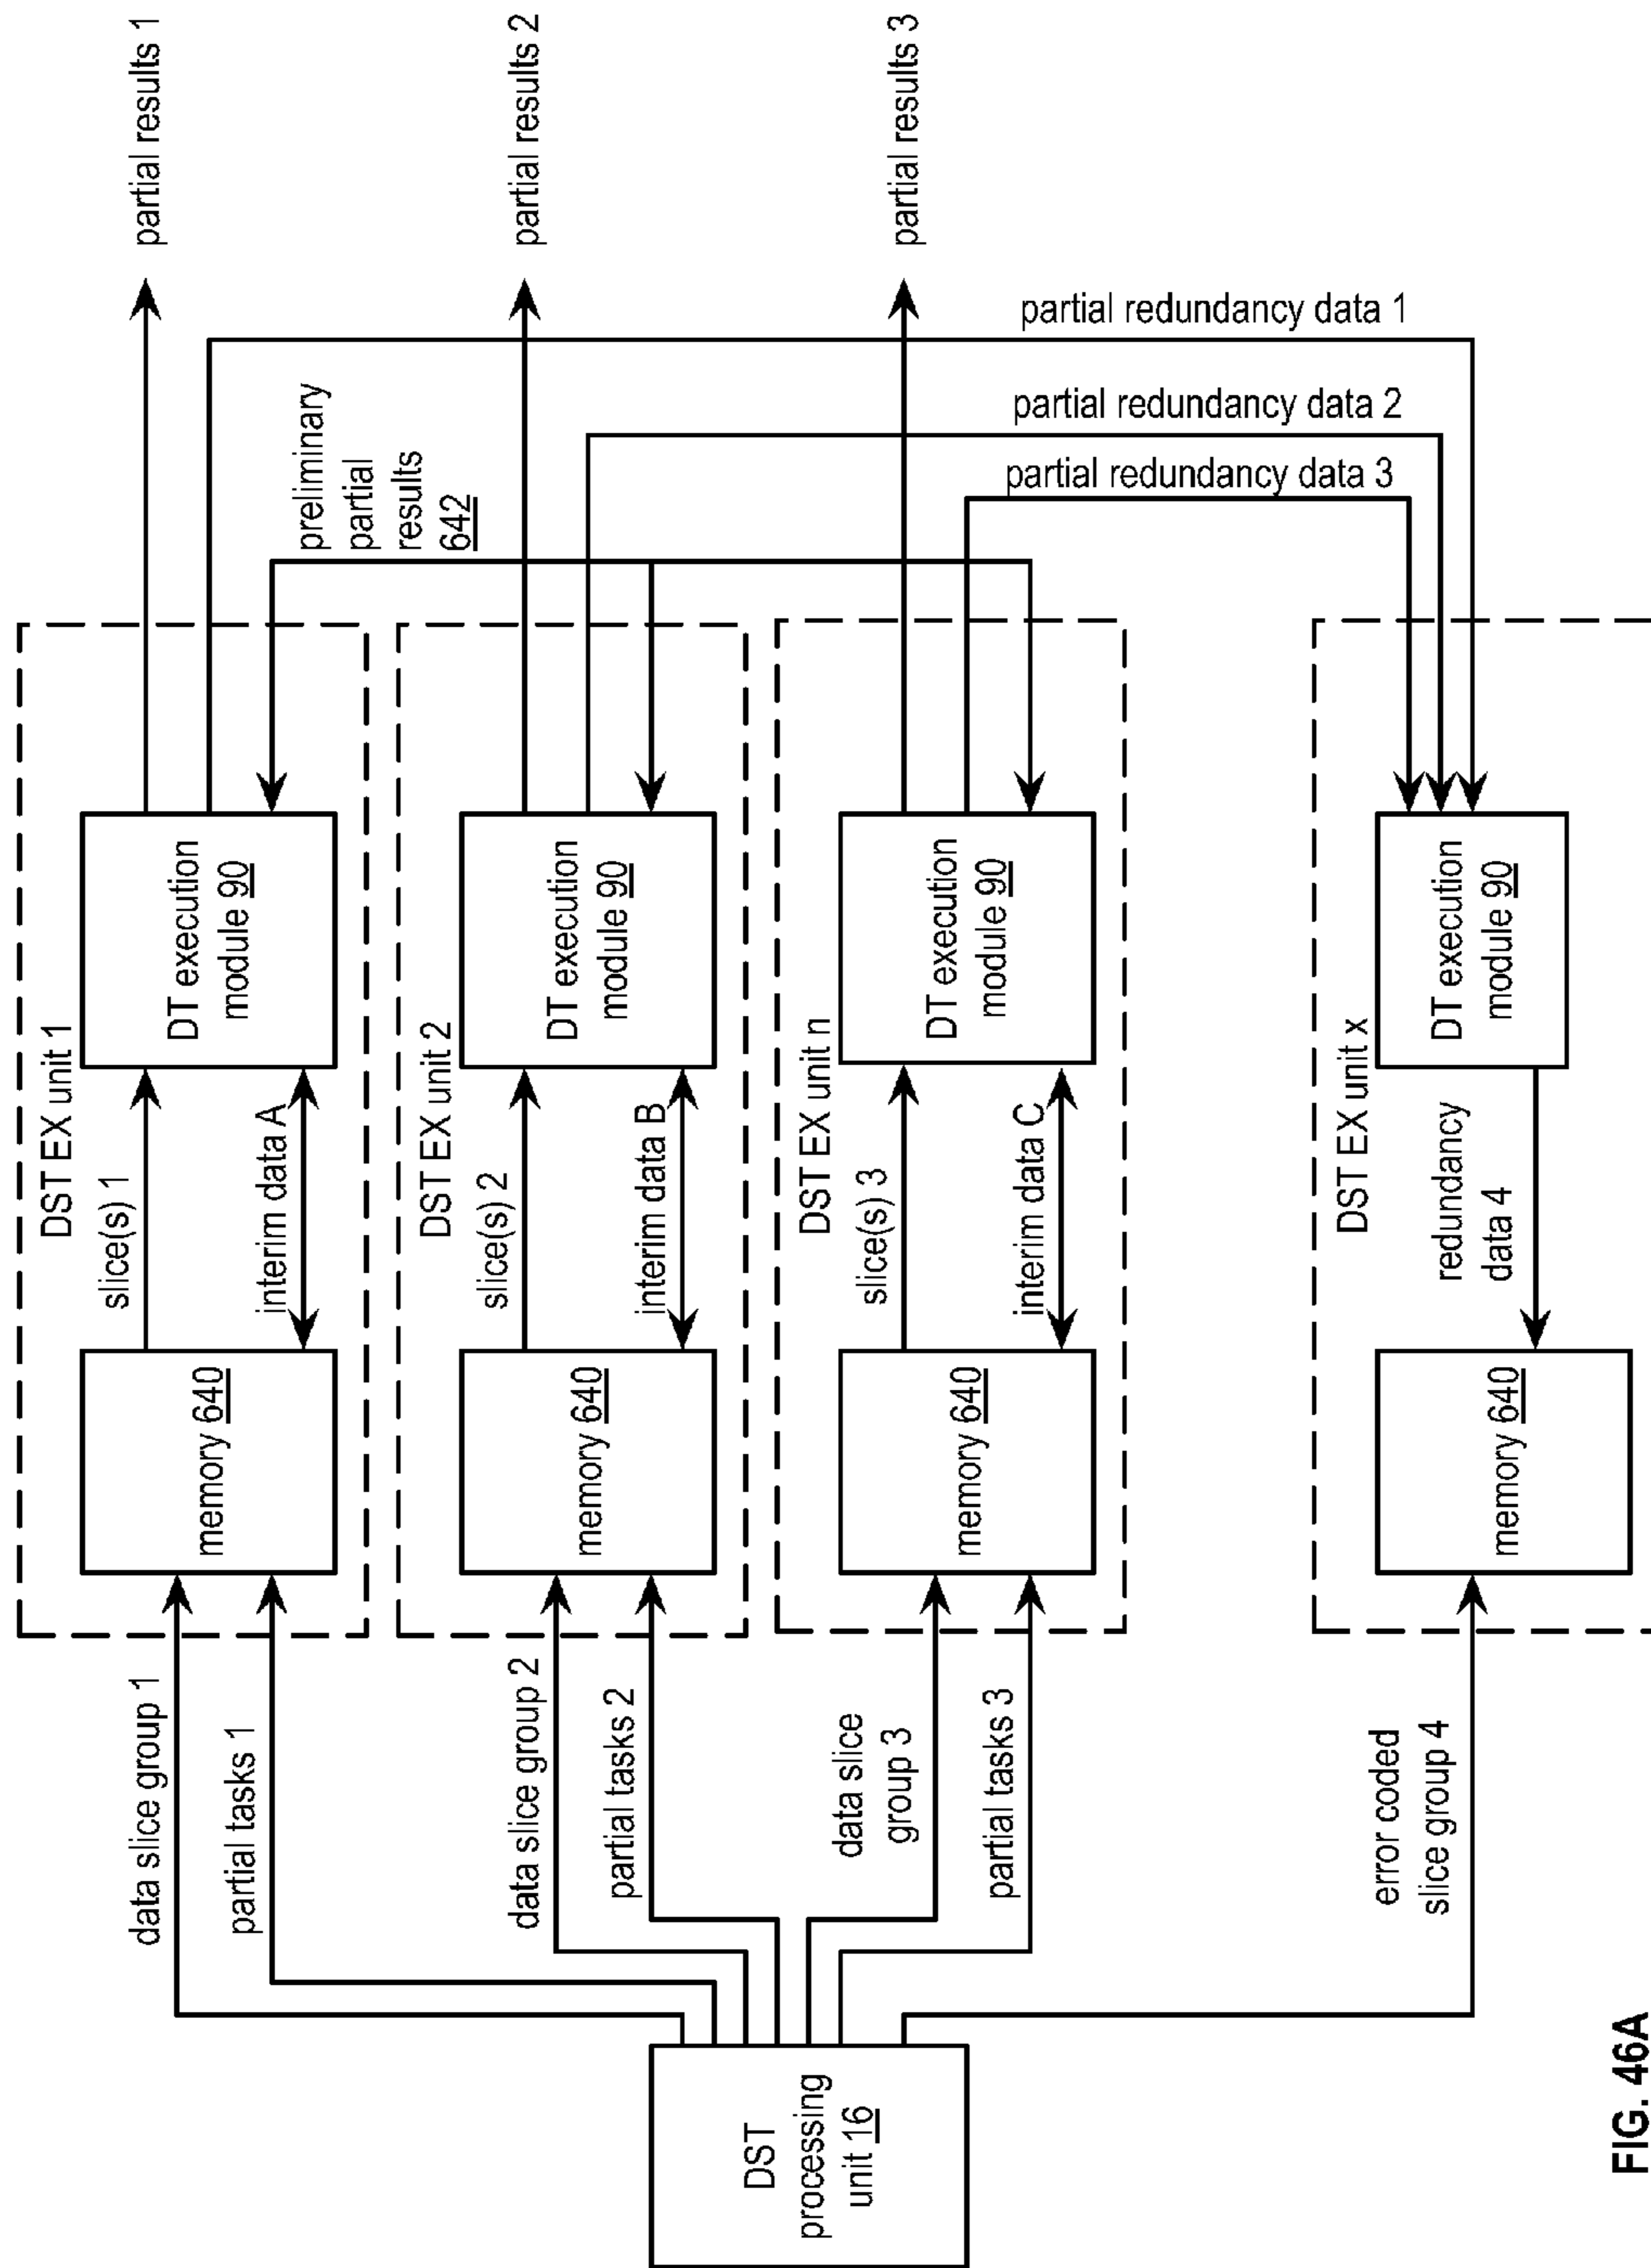 DST
processing
unit 16
data slice group 1
partial tasks 1
data slice group 2
partial tasks 2
data slice
group 3
partial tasks 3
error coded
slice group 4
DST EX unit 1
memory 640
slice(s) 1
interim data A
DT execution
module 90
DST EX unit 2
memory 640
slice(s) 2
interim data B
DT execution
module 90
DST EX unit n
memory 640
slice(s) 3
interim data C
DT execution
module 90
DST EX unit x
memory 640
redundancy
data 4
DT execution
module 90
preliminary
partial
results
642
partial redundancy data 1
partial redundancy data 2
partial redundancy data 3
partial results 1
partial results 2
partial results 3
FIG. 46A